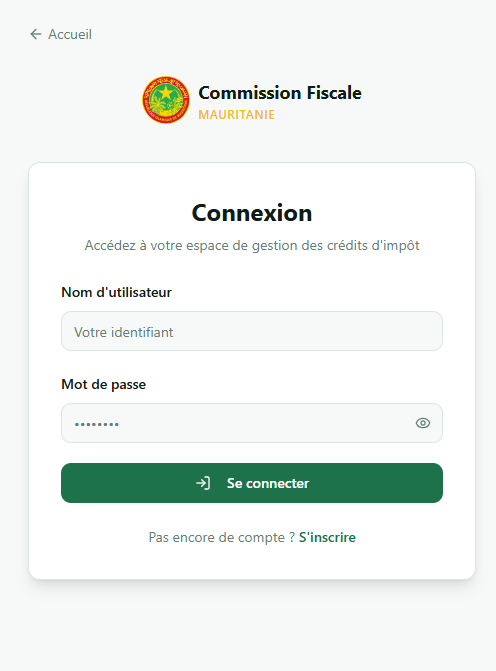 Accueil
Commission Fiscale
MAURITANIE
Connexion
Accédez à votre espace de gestion des crédits d'impôt
Nom d'utilisateur
Votre identifiant
Mot de passe
••••••••
Se connecter
Pas encore de compte ? S'inscrire